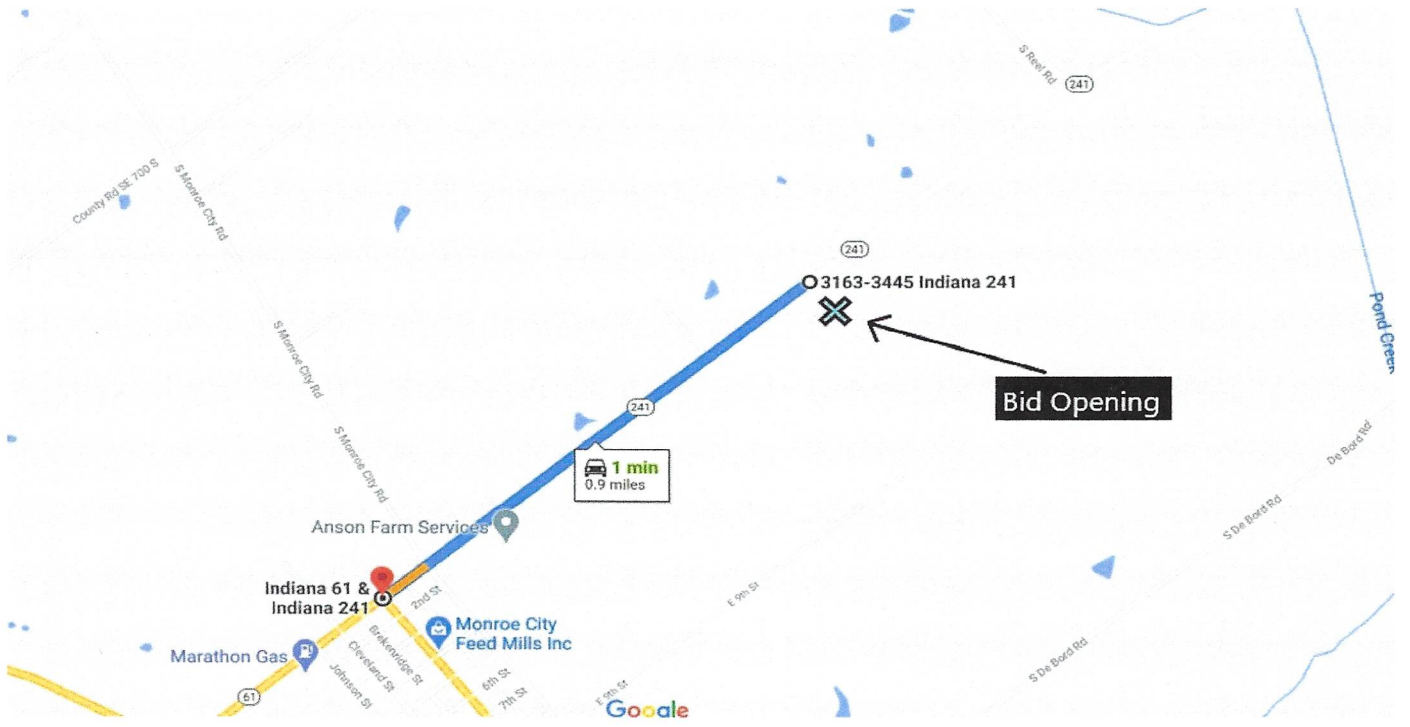 S Reel Rd
241
County Rd SE 700 S
S Monroe City Rd
241
3163-3445 Indiana 241
Pond Creek
S Monroe City Rd
241
Bid Opening
S Monroe City Rd
De Bord Rd
1 min
0.9 miles
S De Bord Rd
Anson Farm Services
Indiana 61 &
Indiana 241
2nd St
E 9th St
Monroe City
Feed Mills Inc
Marathon Gas
Brekenridge St
Cleveland St
Johnson St
S De Bord Rd
6th St
7th St
E 9th St
61
Google